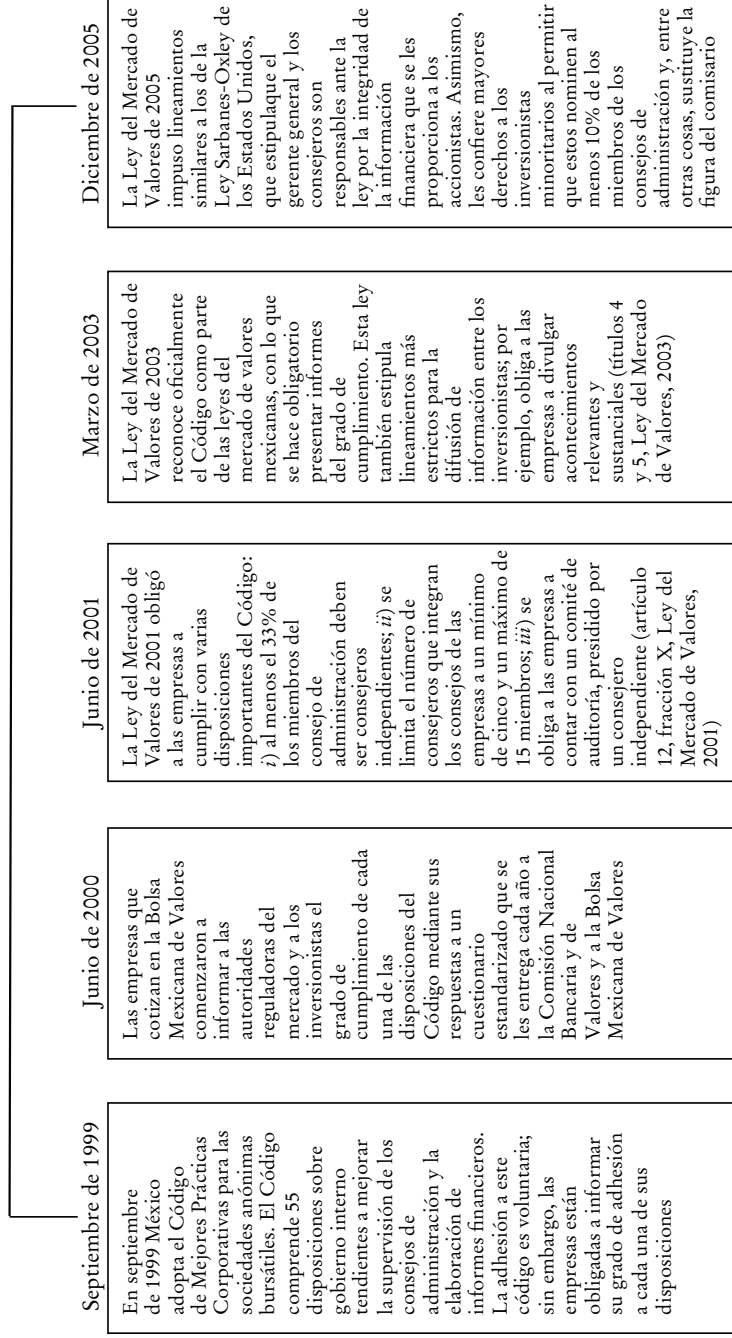 Septiembre de 1999
En septiembre
de 1999 México
adopta el Código
de Mejores Prácticas
Corporativas para las
sociedades anónimas
bursátiles. El Código
comprende 55
disposiciones sobre
gobierno interno
tendientes a mejorar
la supervisión de los
consejos de
administración y la
elaboración de
informes financieros.
La adhesión a este
código es voluntaria;
sin embargo, las
empresas están
obligadas a informar
su grado de adhesión
a cada una de sus
disposiciones
Junio de 2000
Las empresas que
cotizan en la Bolsa
Mexicana de Valores
comenzaron a
informar a las
autoridades
reguladoras del
mercado y a los
inversionistas el
grado de
cumplimiento de cada
una de las
disposiciones del
Código mediante sus
respuestas a un
cuestionario
estandarizado que se
les entrega cada año a
la Comisión Nacional
Bancaria y de
Valores y a la Bolsa
Mexicana de Valores
Junio de 2001
La Ley del Mercado de
Valores de 2001 obligó
a las empresas a
cumplir con varias
disposiciones
importantes del Código:
i) al menos el 33% de
los miembros del
consejo de
administración deben
ser consejeros
independientes; ii) se
limita el número de
consejeros que integran
los consejos de las
empresas a un mínimo
de cinco y un máximo de
15 miembros; iii) se
obliga a las empresas a
contar con un comité de
auditoría, presidido por
un consejero
independiente (artículo
12, fracción X, Ley del
Mercado de Valores,
2001)
Marzo de 2003
La Ley del Mercado de
Valores de 2003
reconoce oficialmente
el Código como parte
de las leyes del
mercado de valores
mexicanas, con lo que
se hace obligatorio
presentar informes
del grado de
cumplimiento. Esta ley
también estipula
lineamientos más
estrictos para la
difusión de
información entre los
inversionistas; por
ejemplo, obliga a las
empresas a divulgar
acontecimientos
relevantes y
sustanciales (títulos 4
y 5, Ley del Mercado
de Valores, 2003)
Diciembre de 2005
La Ley del Mercado de
Valores de 2005
impuso lineamientos
similares a los de la
Ley Sarbanes-Oxley de
los Estados Unidos,
que estipulaque el
gerente general y los
consejeros son
responsables ante la
ley por la integridad de
la información
financiera que se les
proporciona a los
accionistas. Asimismo,
les confiere mayores
derechos a los
inversionistas
minoritarios al permitir
que estos nominen al
menos 10% de los
miembros de los
consejos de
administración y, entre
otras cosas, sustituye la
figura del comisario